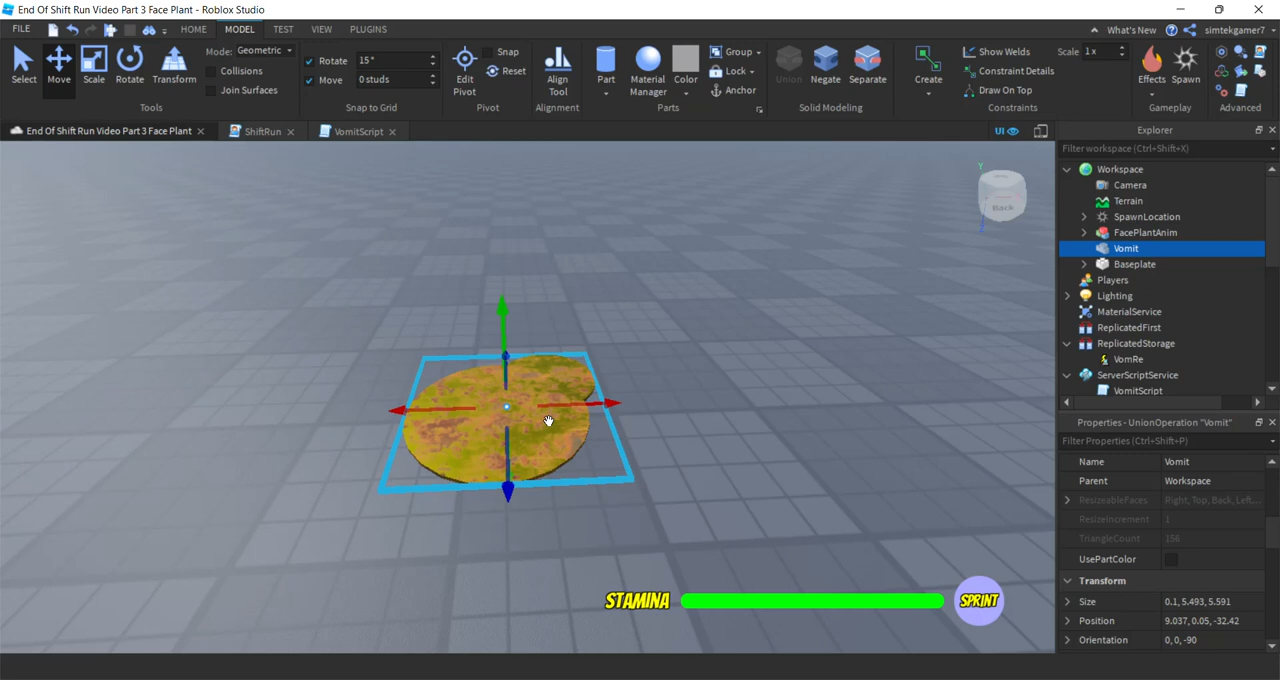 End Of Shift Run Video Part 3 Face Plant - Roblox Studio
FILE HOME MODEL TEST VIEW PLUGINS What's New simtekgamer7
Select Move Scale Rotate Transform
Mode: Geometric
Collisions
Join Surfaces
Tools
Rotate 15°
Move 0 studs
Snap to Grid
Edit Pivot
Snap
Reset
Pivot
Align Tool
Alignment
Part Material Manager Color
Group
Lock
Anchor
Parts
Union Negate Separate
Solid Modeling
Create
Show Welds
Constraint Details
Draw On Top
Scale 1x
Constraints
Effects Spawn
Gameplay
Advanced
End Of Shift Run Video Part 3 Face Plant ShiftRun VomitScript UI
Back
STAMINA SPRINT
Explorer
Filter workspace (Ctrl+Shift+X)
Workspace
Camera
Terrain
SpawnLocation
FacePlantAnim
Vomit
Baseplate
Players
Lighting
MaterialService
ReplicatedFirst
ReplicatedStorage
VomRe
ServerScriptService
VomitScript
Properties - UnionOperation "Vomit"
Filter Properties (Ctrl+Shift+P)
Name Vomit
Parent Workspace
ResizeableFaces Right, Top, Back, Left...
ResizeIncrement 1
TriangleCount 156
UsePartColor
Transform
Size 0.1, 5.493, 5.591
Position 9.037, 0.05, -32.42
Orientation 0, 0, -90